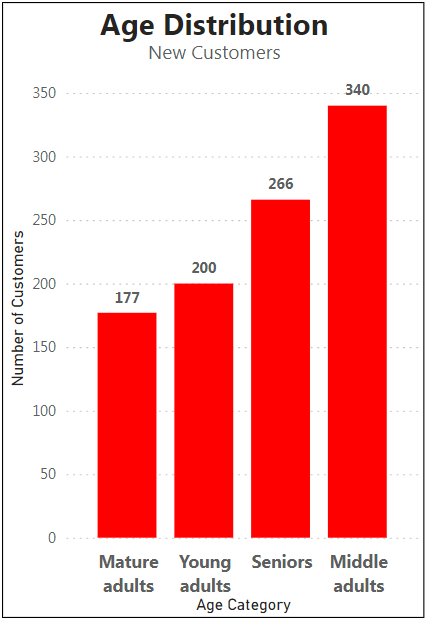 Age Distribution
New Customers
Number of Customers
350
300
250
200
150
100
50
0
177
200
266
340
Mature adults
Young adults
Seniors
Middle adults
Age Category